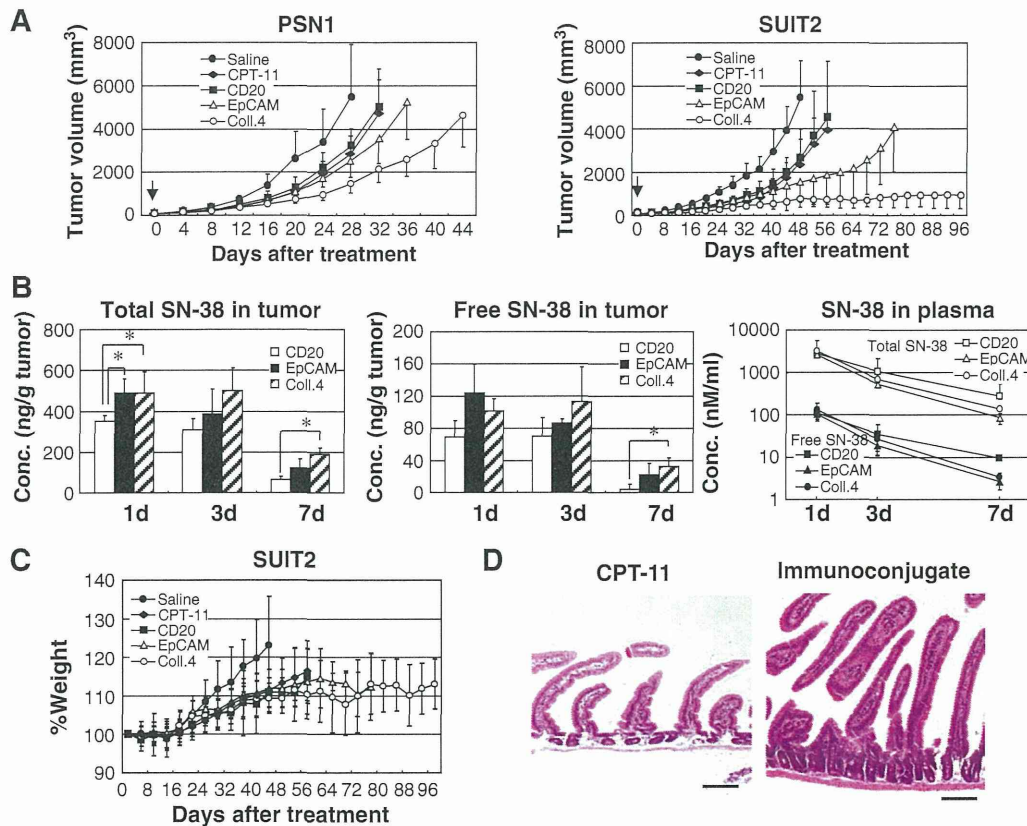 A
PSN1
Tumor volume (mm³)
8000
6000
4000
2000
0
Saline
CPT-11
CD20
EpCAM
Coll.4
0 4 8 12 16 20 24 28 32 36 40 44
Days after treatment
SUIT2
Tumor volume (mm³)
8000
6000
4000
2000
0
Saline
CPT-11
CD20
EpCAM
Coll.4
0 8 16 24 32 40 48 56 64 72 80 88 96
Days after treatment
B
Total SN-38 in tumor
Conc. (ng/g tumor)
800
600
400
200
0
* *
*
CD20
EpCAM
Coll.4
1d 3d 7d
Free SN-38 in tumor
Conc. (ng/g tumor)
200
160
120
80
40
0
*
CD20
EpCAM
Coll.4
1d 3d 7d
SN-38 in plasma
Conc. (nM/ml)
10000
1000
100
10
1
Total SN-38
CD20
EpCAM
Coll.4
Free SN-38
CD20
EpCAM
Coll.4
1d 3d 7d
C
SUIT2
%Weight
140
130
120
110
100
90
Saline
CPT-11
CD20
EpCAM
Coll.4
0 8 16 24 32 40 48 56 64 72 80 88 96
Days after treatment
D
CPT-11
Immunoconjugate